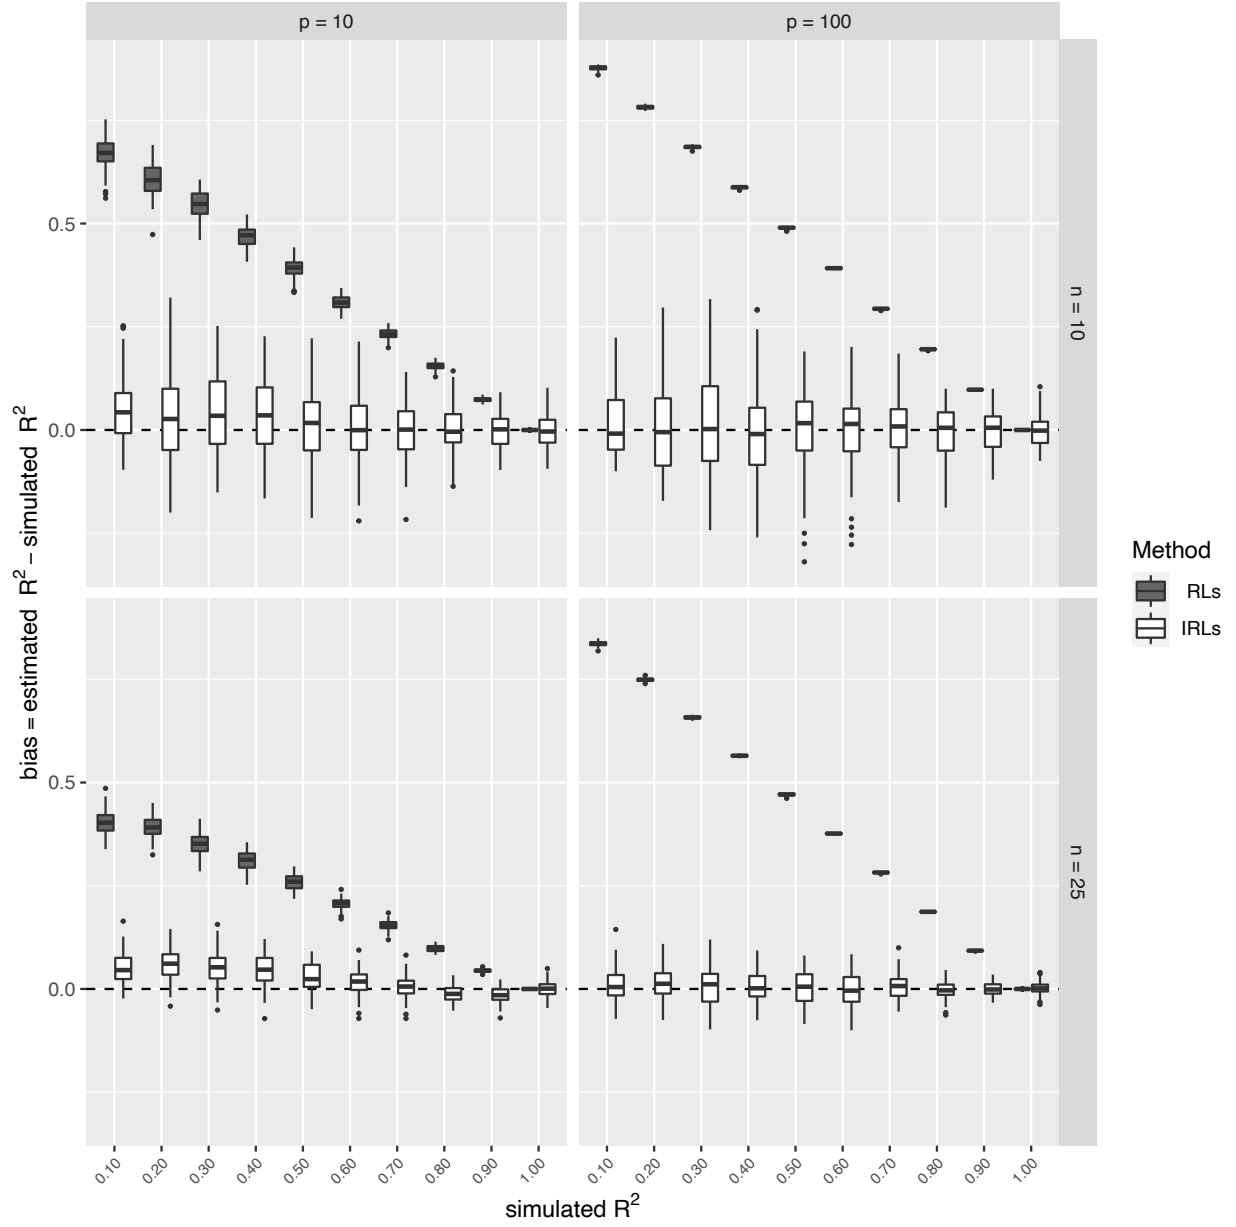 p = 10
p = 100
0.5
0.0
n = 10
0.5
0.0
n = 25
bias = estimated R² − simulated R²
0.10 0.20 0.30 0.40 0.50 0.60 0.70 0.80 0.90 1.00
0.10 0.20 0.30 0.40 0.50 0.60 0.70 0.80 0.90 1.00
simulated R²
Method
RLs
IRLs